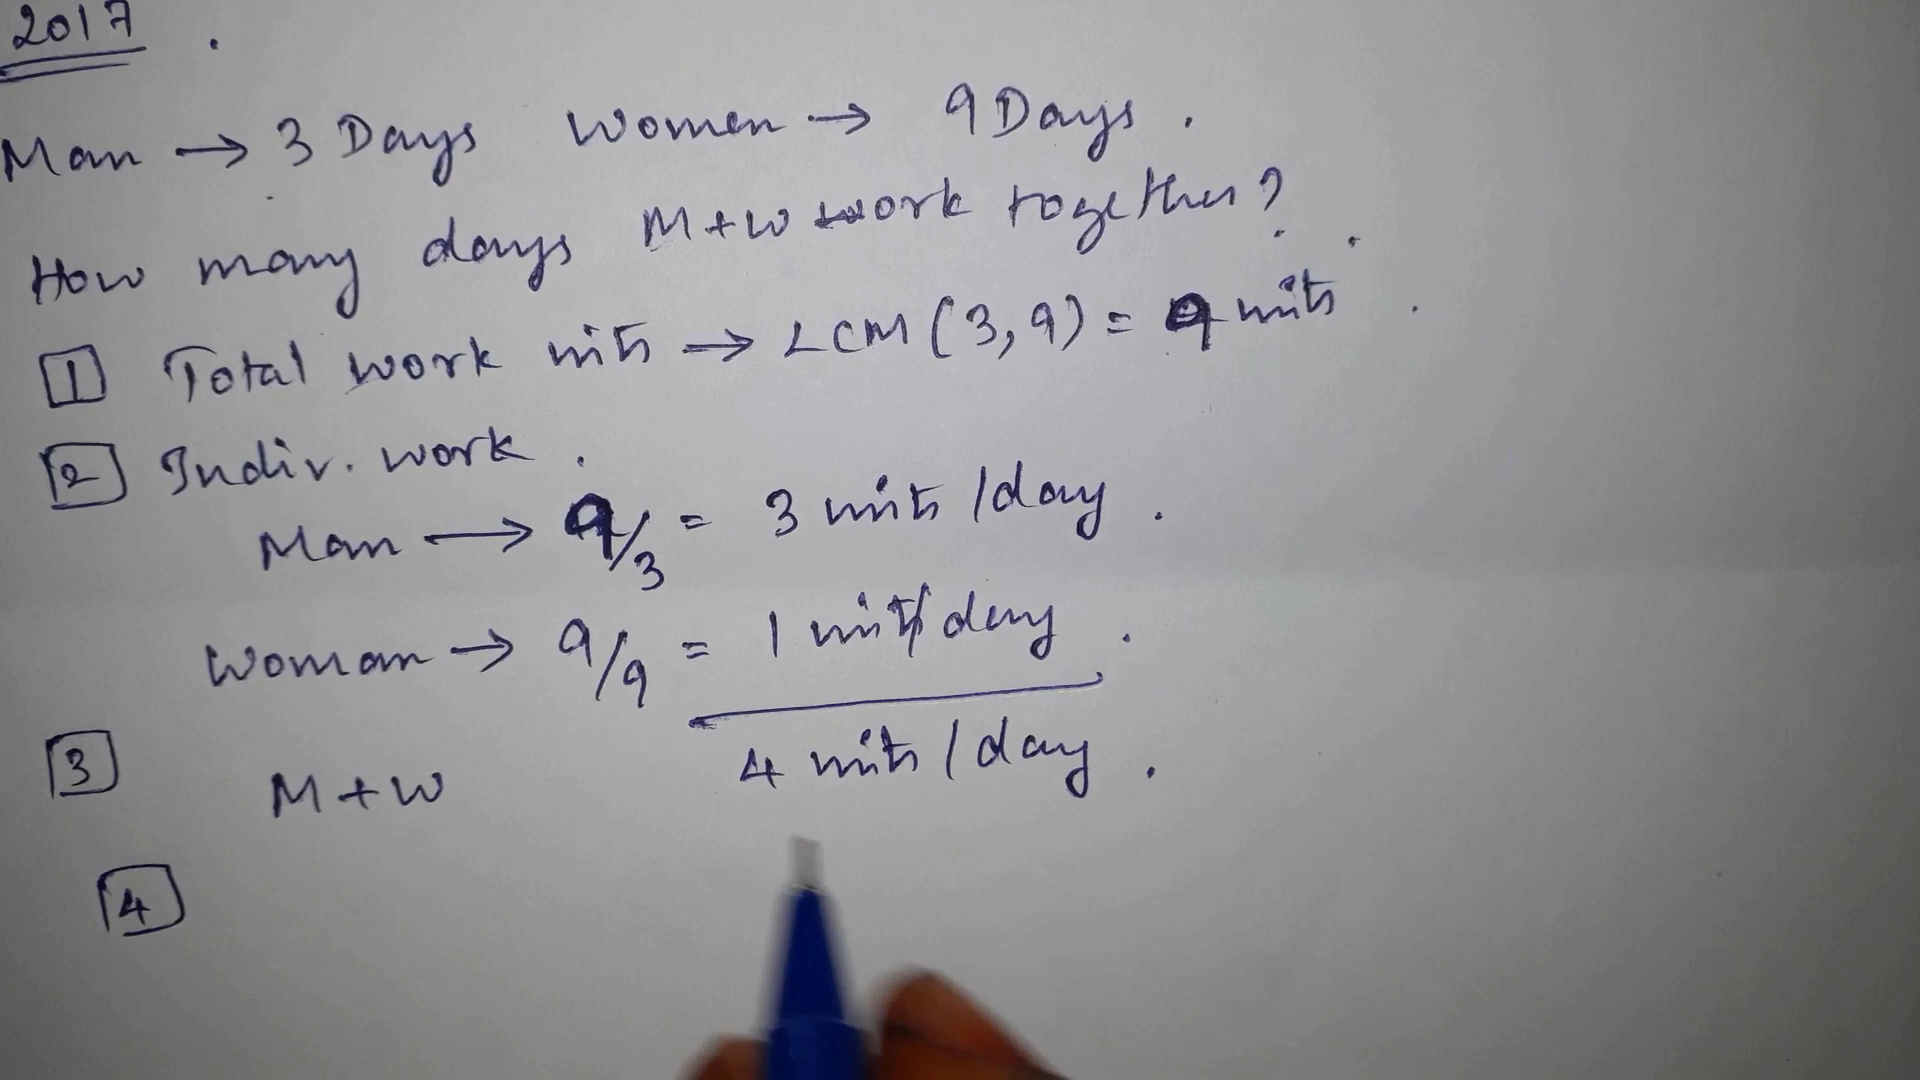 2017 .
Man → 3 Days Women → 9 Days .
How many days M+W work together?
1 Total work units → LCM (3,9) = 9 units .
2 Indiv. work .
Man → 9/3 = 3 units /day .
Woman → 9/9 = 1 unit/day .
3 M+W 4 units /day .
4